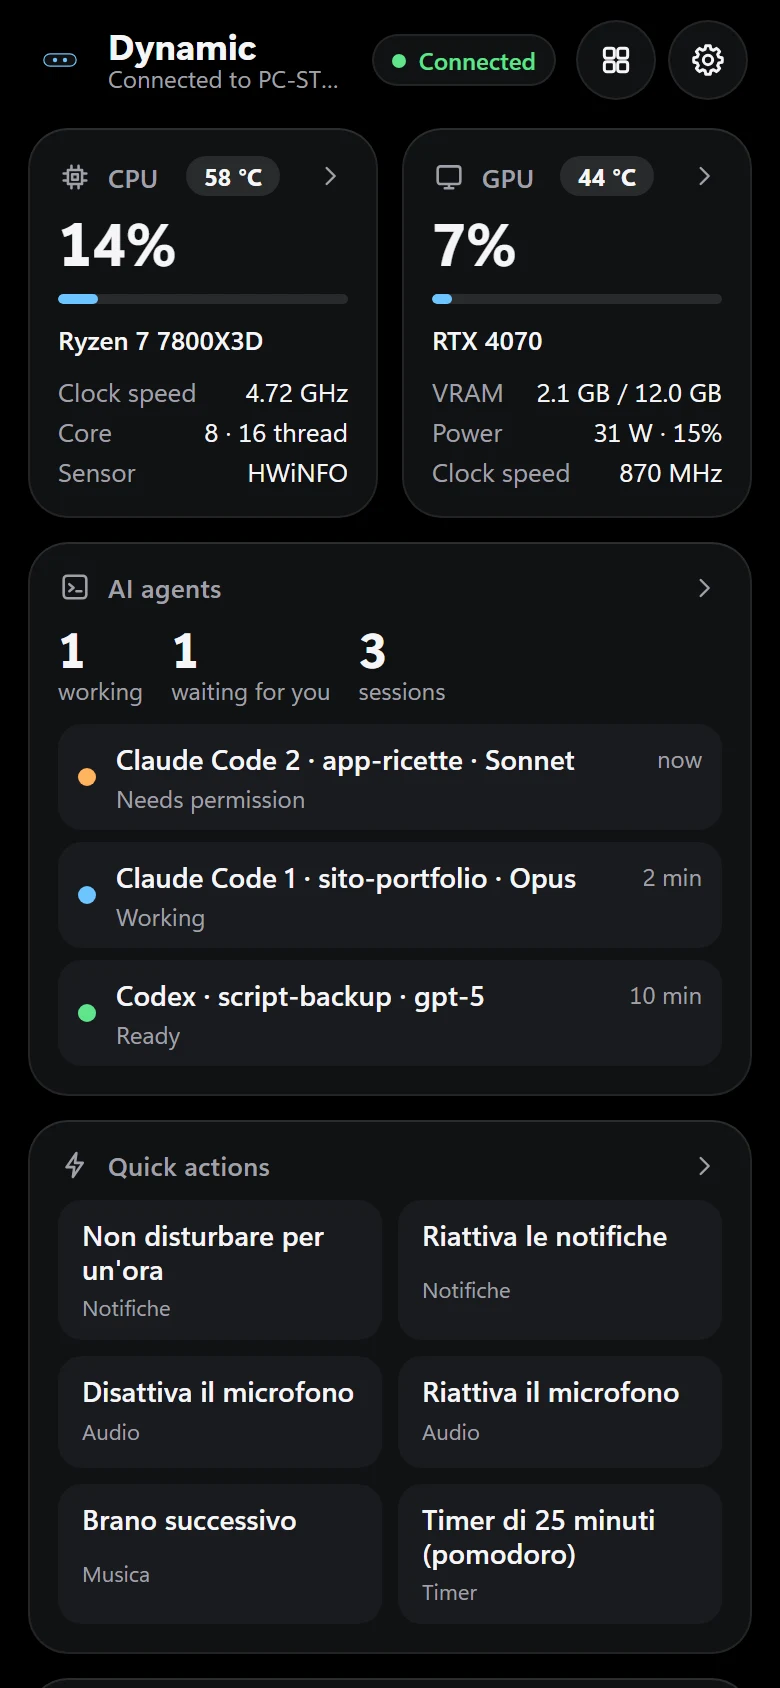 Dynamic
Connected to PC-ST...
Connected
CPU
58 °C
14%
Ryzen 7 7800X3D
Clock speed 4.72 GHz
Core 8 · 16 thread
Sensor HWiNFO
GPU
44 °C
7%
RTX 4070
VRAM 2.1 GB / 12.0 GB
Power 31 W · 15%
Clock speed 870 MHz
AI agents
1 working
1 waiting for you
3 sessions
Claude Code 2 · app-ricette · Sonnet now
Needs permission
Claude Code 1 · sito-portfolio · Opus 2 min
Working
Codex · script-backup · gpt-5 10 min
Ready
Quick actions
Non disturbare per
un'ora
Notifiche
Riattiva le notifiche
Notifiche
Disattiva il microfono
Audio
Riattiva il microfono
Audio
Brano successivo
Musica
Timer di 25 minuti
(pomodoro)
Timer